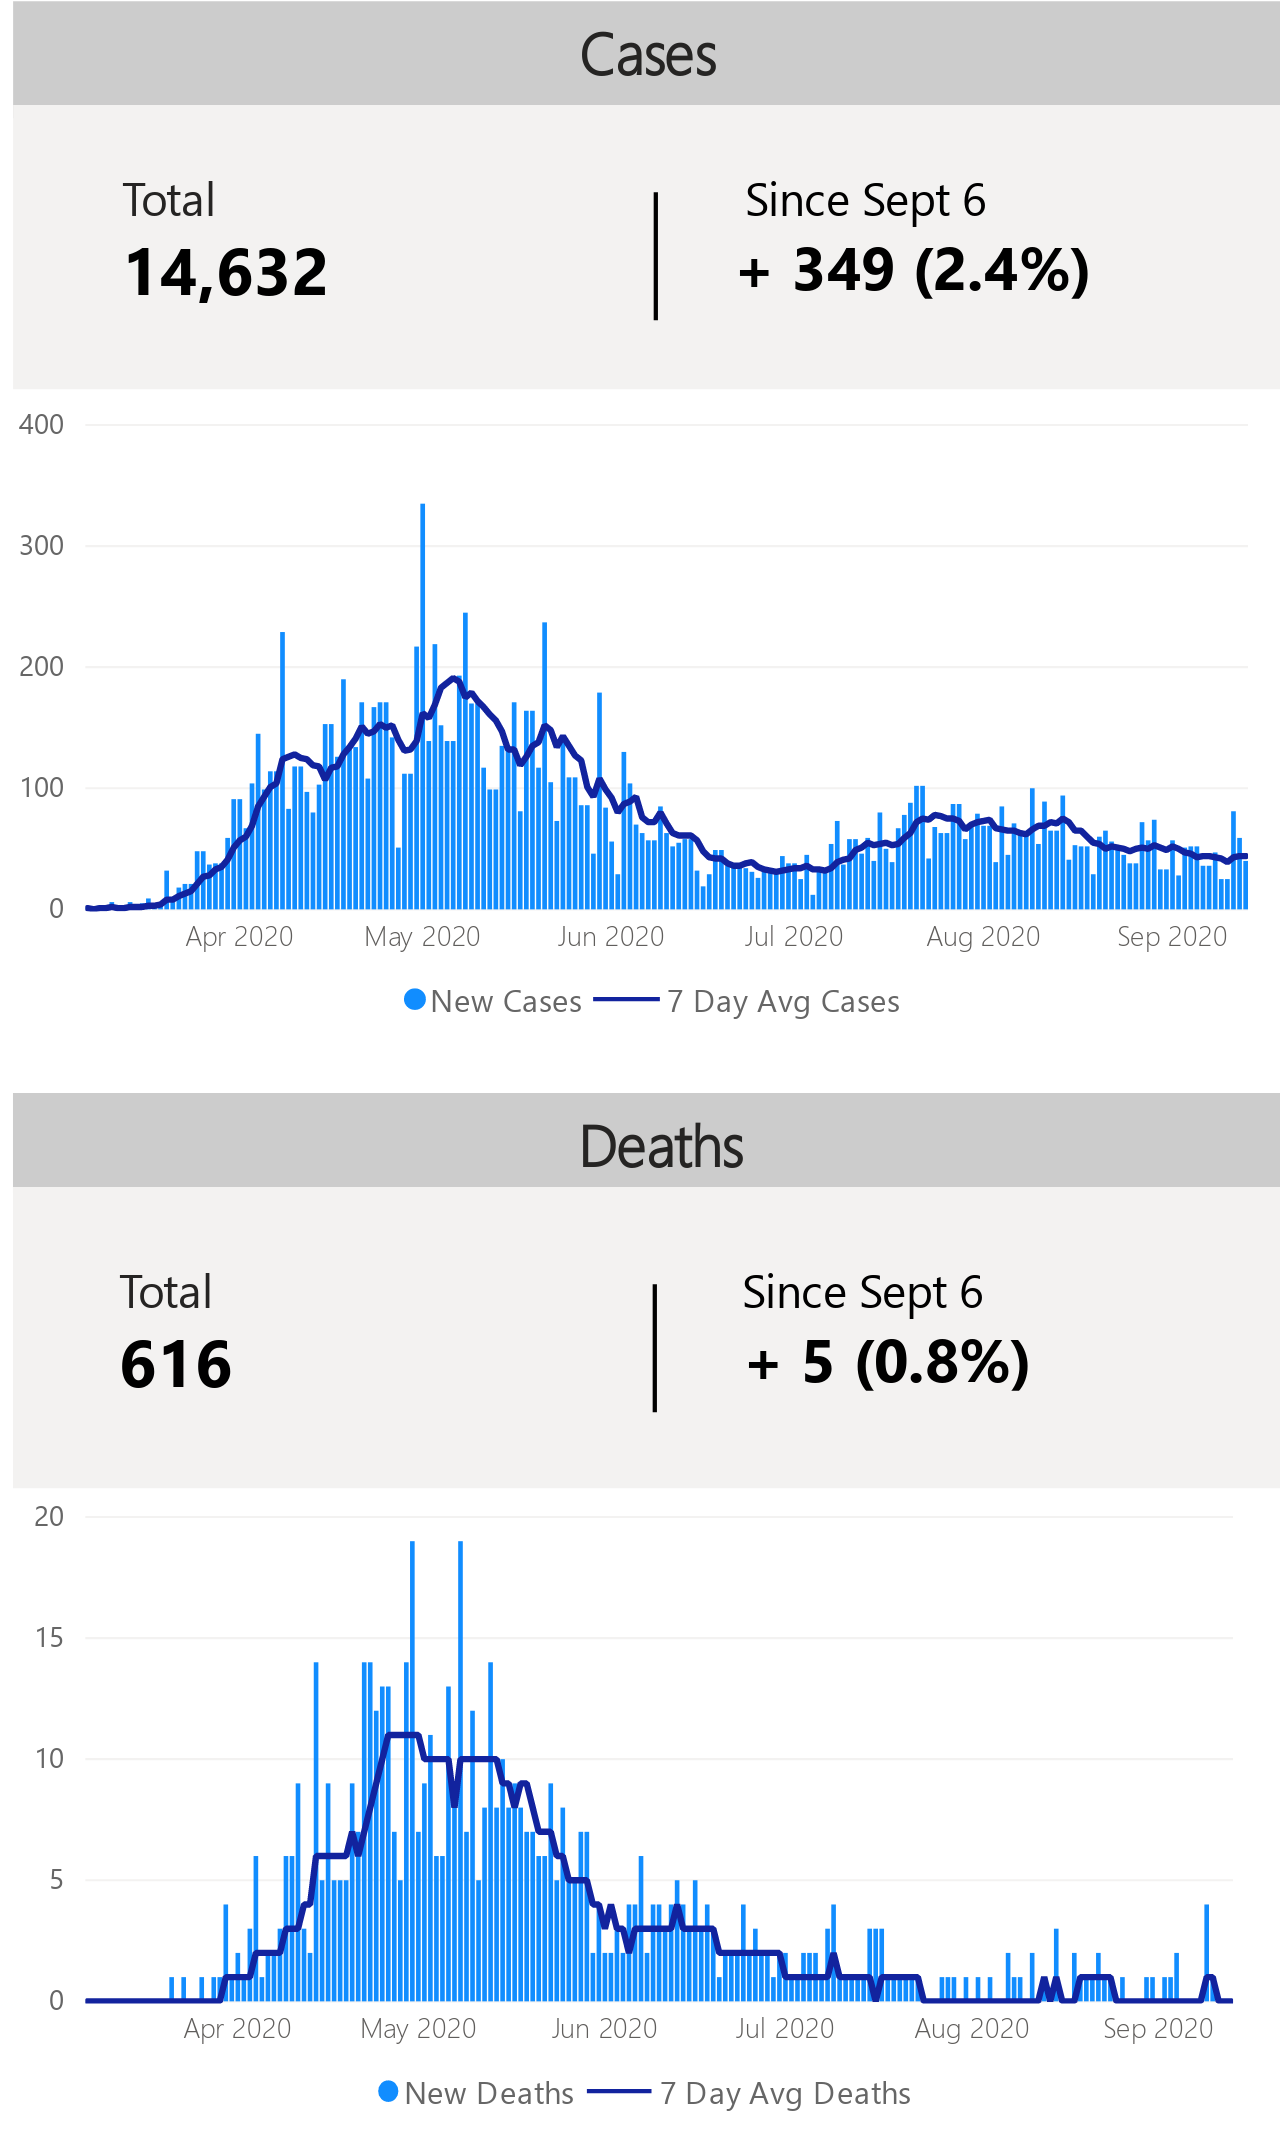 Cases
Total
Since Sept 6
14,632
+ 349 (2.4%)
400
300
200
100
0
Apr 2020
May 2020
Jun 2020
Jul 2020
Aug 2020
Sep 2020
New Cases
7 Day Avg Cases
Deaths
Total
Since Sept 6
616
+ 5 (0.8%)
20
15
10
5
0
Apr 2020
May 2020
Jun 2020
Jul 2020
Aug 2020
Sep 2020
New Deaths
7 Day Avg Deaths